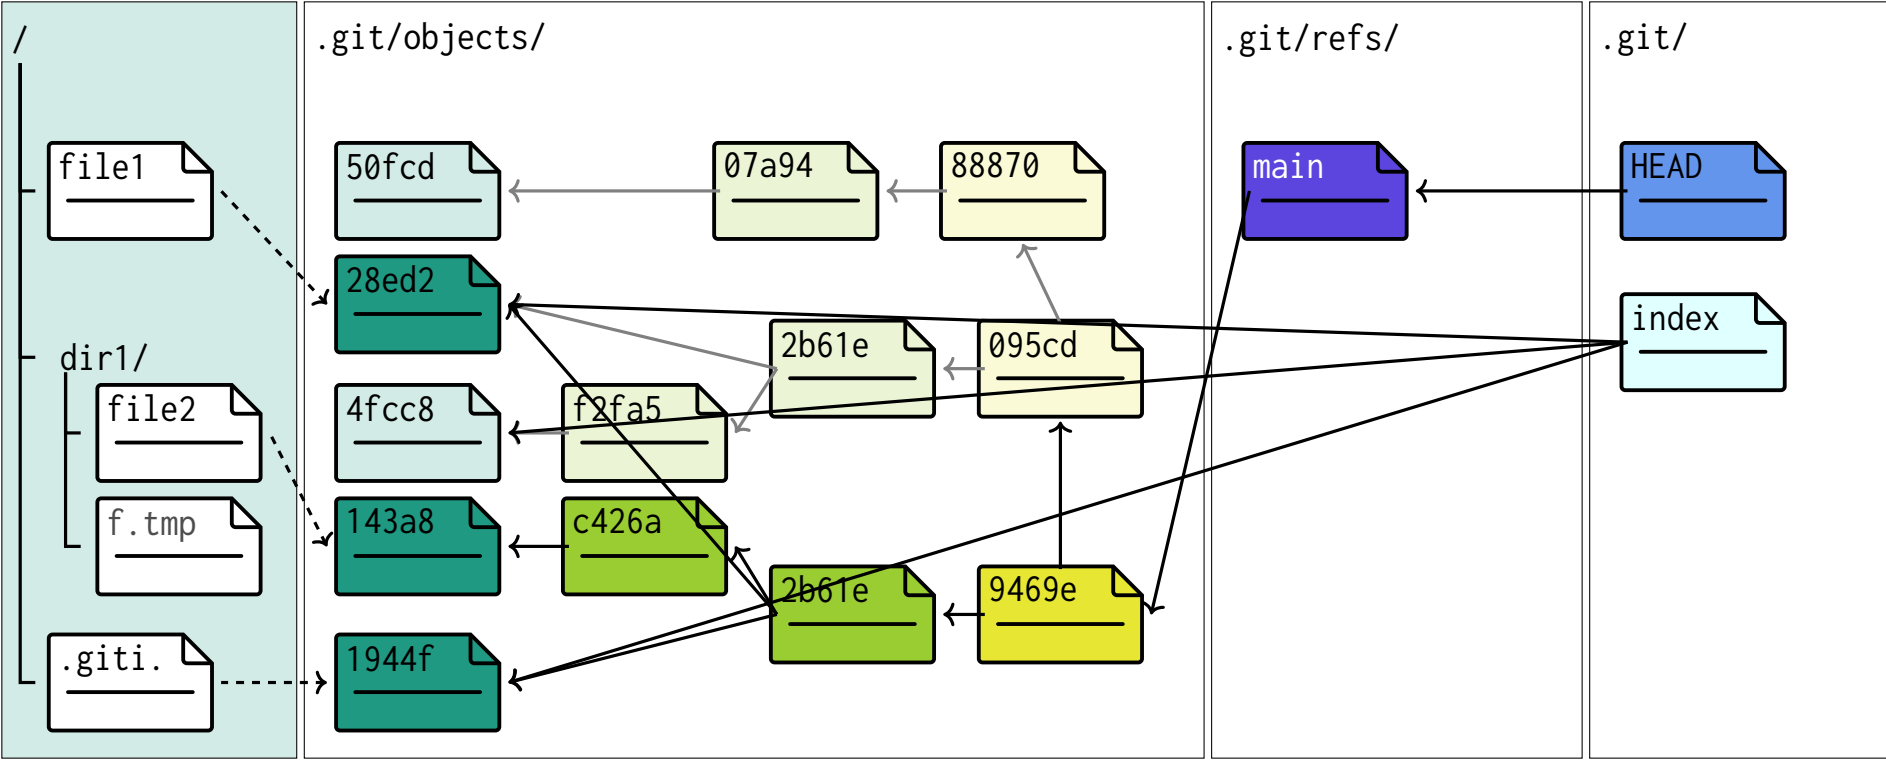 /
.git/objects/
.git/refs/
.git/
file1
50fcd
07a94
88870
main
HEAD
28ed2
index
dir1/
2b61e
095cd
file2
4fcc8
f2fa5
f.tmp
143a8
c426a
2b61e
9469e
.giti.
1944f